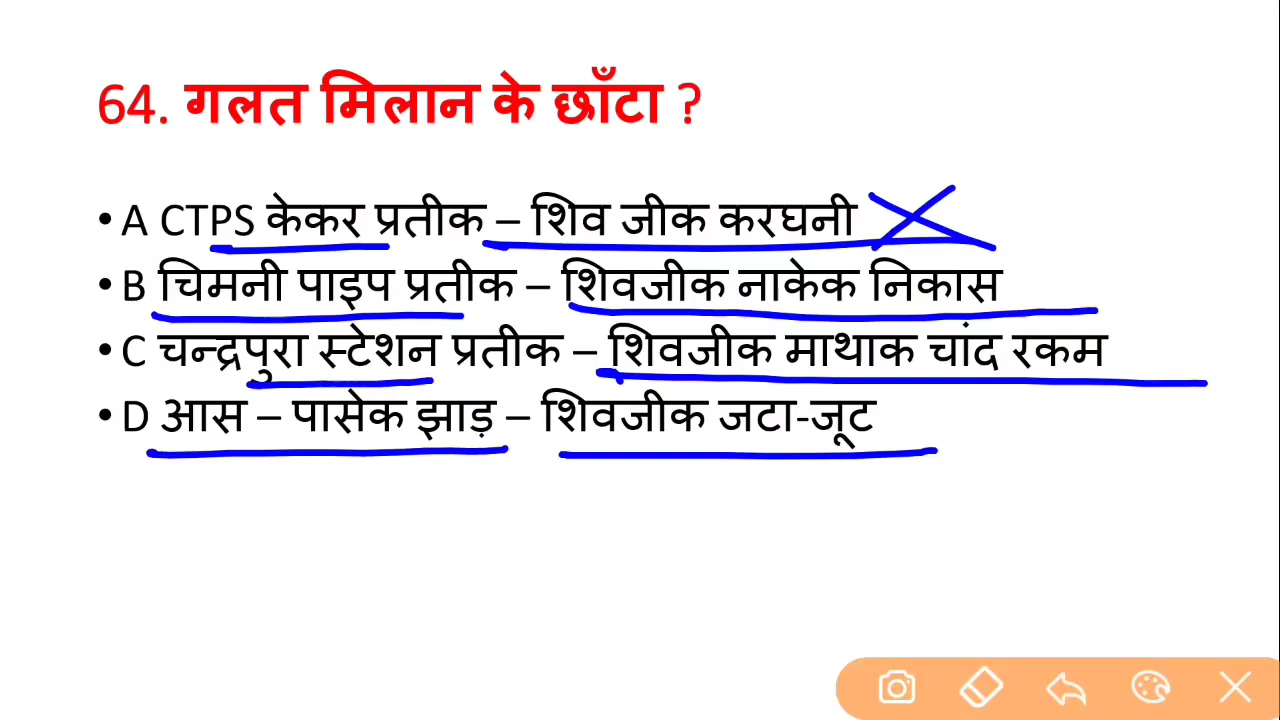 64. गलत मिलान के छाँटा ?
• A CTPS केकर प्रतीक – शिव जीक करघनी
• B चिमनी पाइप प्रतीक – शिवजीक नाकेक निकास
• C चन्द्रपुरा स्टेशन प्रतीक – शिवजीक माथाक चांद रकम
• D आस – पासेक झाड़ – शिवजीक जटा-जूट